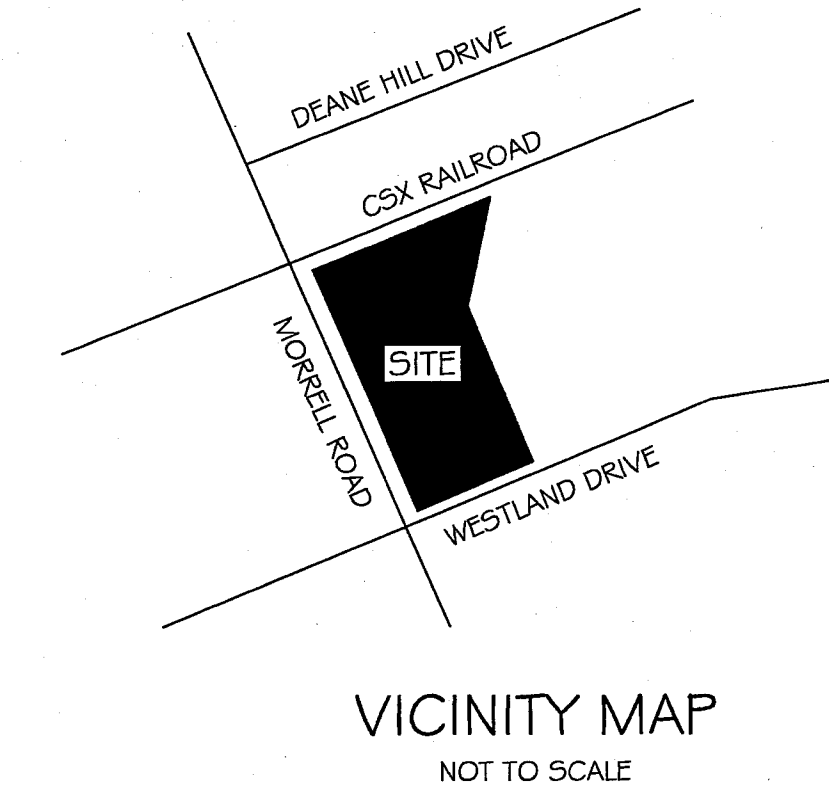 DEANE HILL DRIVE
CSX RAILROAD
MORRELL ROAD
SITE
WESTLAND DRIVE
VICINITY MAP
NOT TO SCALE